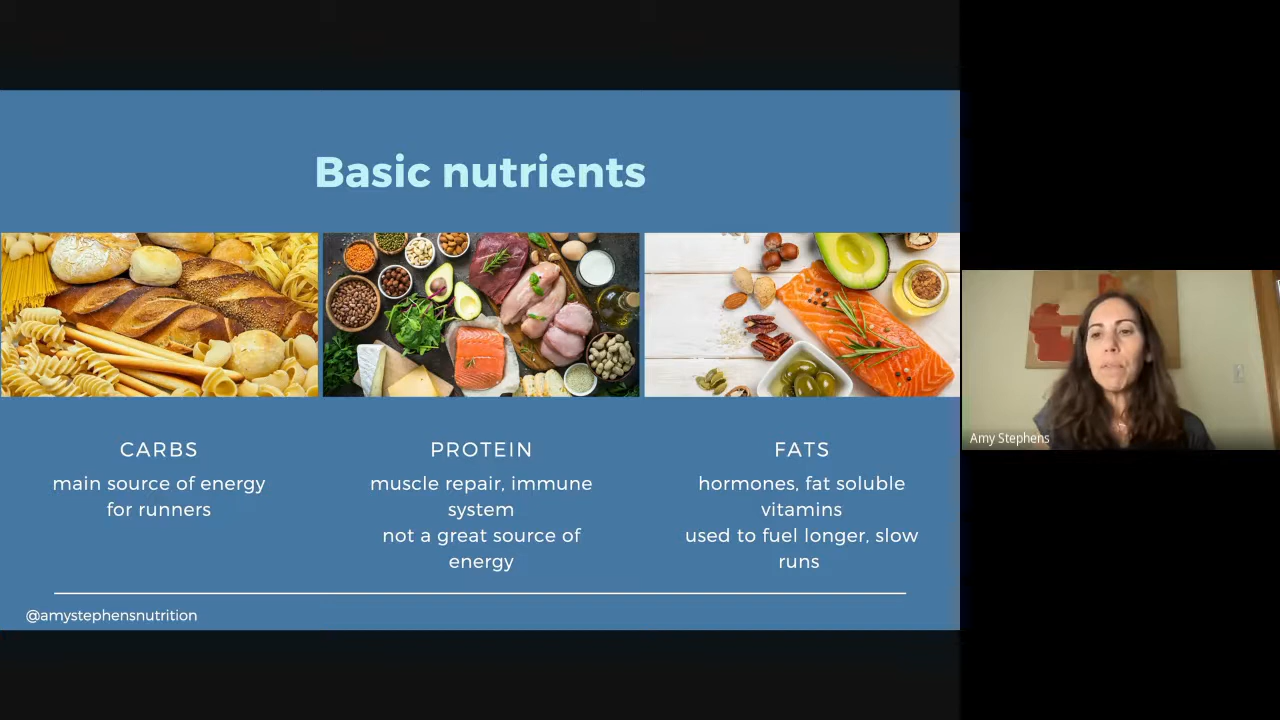 Basic nutrients
CARBS
main source of energy
for runners
PROTEIN
muscle repair, immune
system
not a great source of
energy
FATS
hormones, fat soluble
vitamins
used to fuel longer, slow
runs
@amystephensnutrition
Amy Stephens